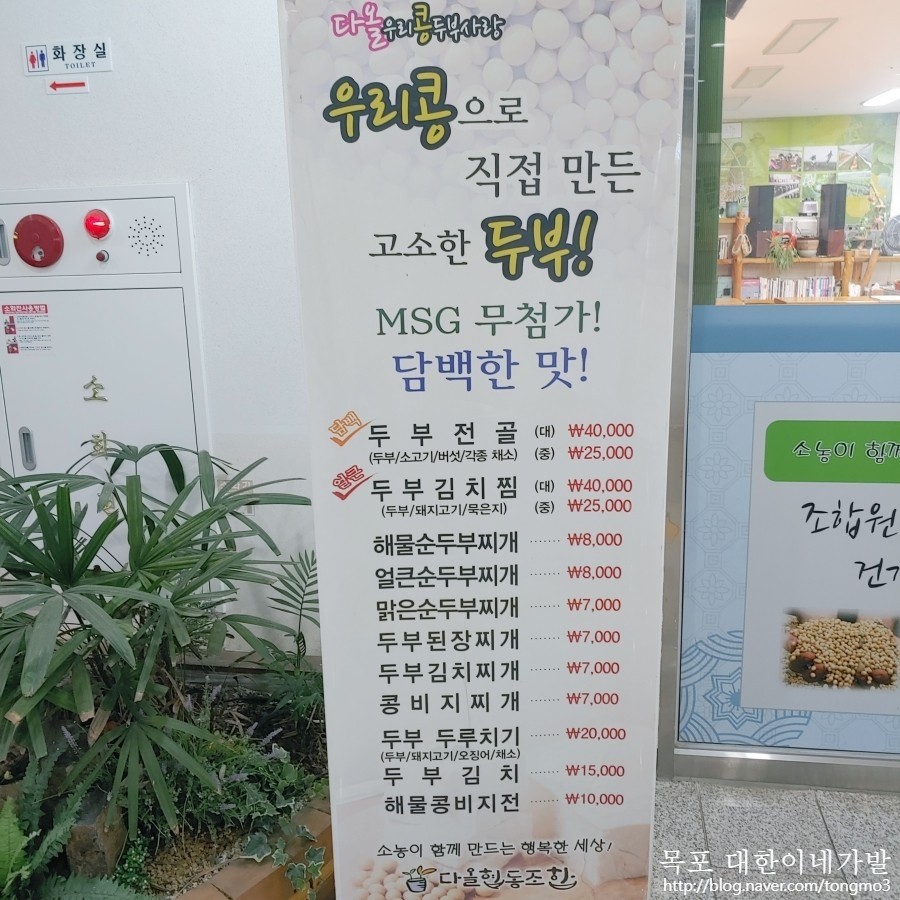 화장실
TOILET
다올우리콩두부사랑
우리콩으로
직접 만든
고소한 두부!
MSG 무첨가!
담백한 맛!
담백 두부전골 (대) ₩40,000
(두부/소고기/버섯/각종 채소) (중) ₩25,000
얼큰 두부김치찜 (대) ₩40,000
(두부/돼지고기/묵은지) (중) ₩25,000
해물순두부찌개 ······· ₩8,000
얼큰순두부찌개 ······· ₩8,000
맑은순두부찌개 ······· ₩7,000
두부된장찌개 ······· ₩7,000
두부김치찌개 ······· ₩7,000
콩비지찌개 ······· ₩7,000
두부 두루치기 ······· ₩20,000
(두부/돼지고기/오징어/채소)
두부김치 ······· ₩15,000
해물콩비지전 ······· ₩10,000
소농이 함께 만드는 행복한 세상!
다올협동조합
소
화
소농이 함께
조합원
건
목포 대한이네가발
http://blog.naver.com/tongmo3